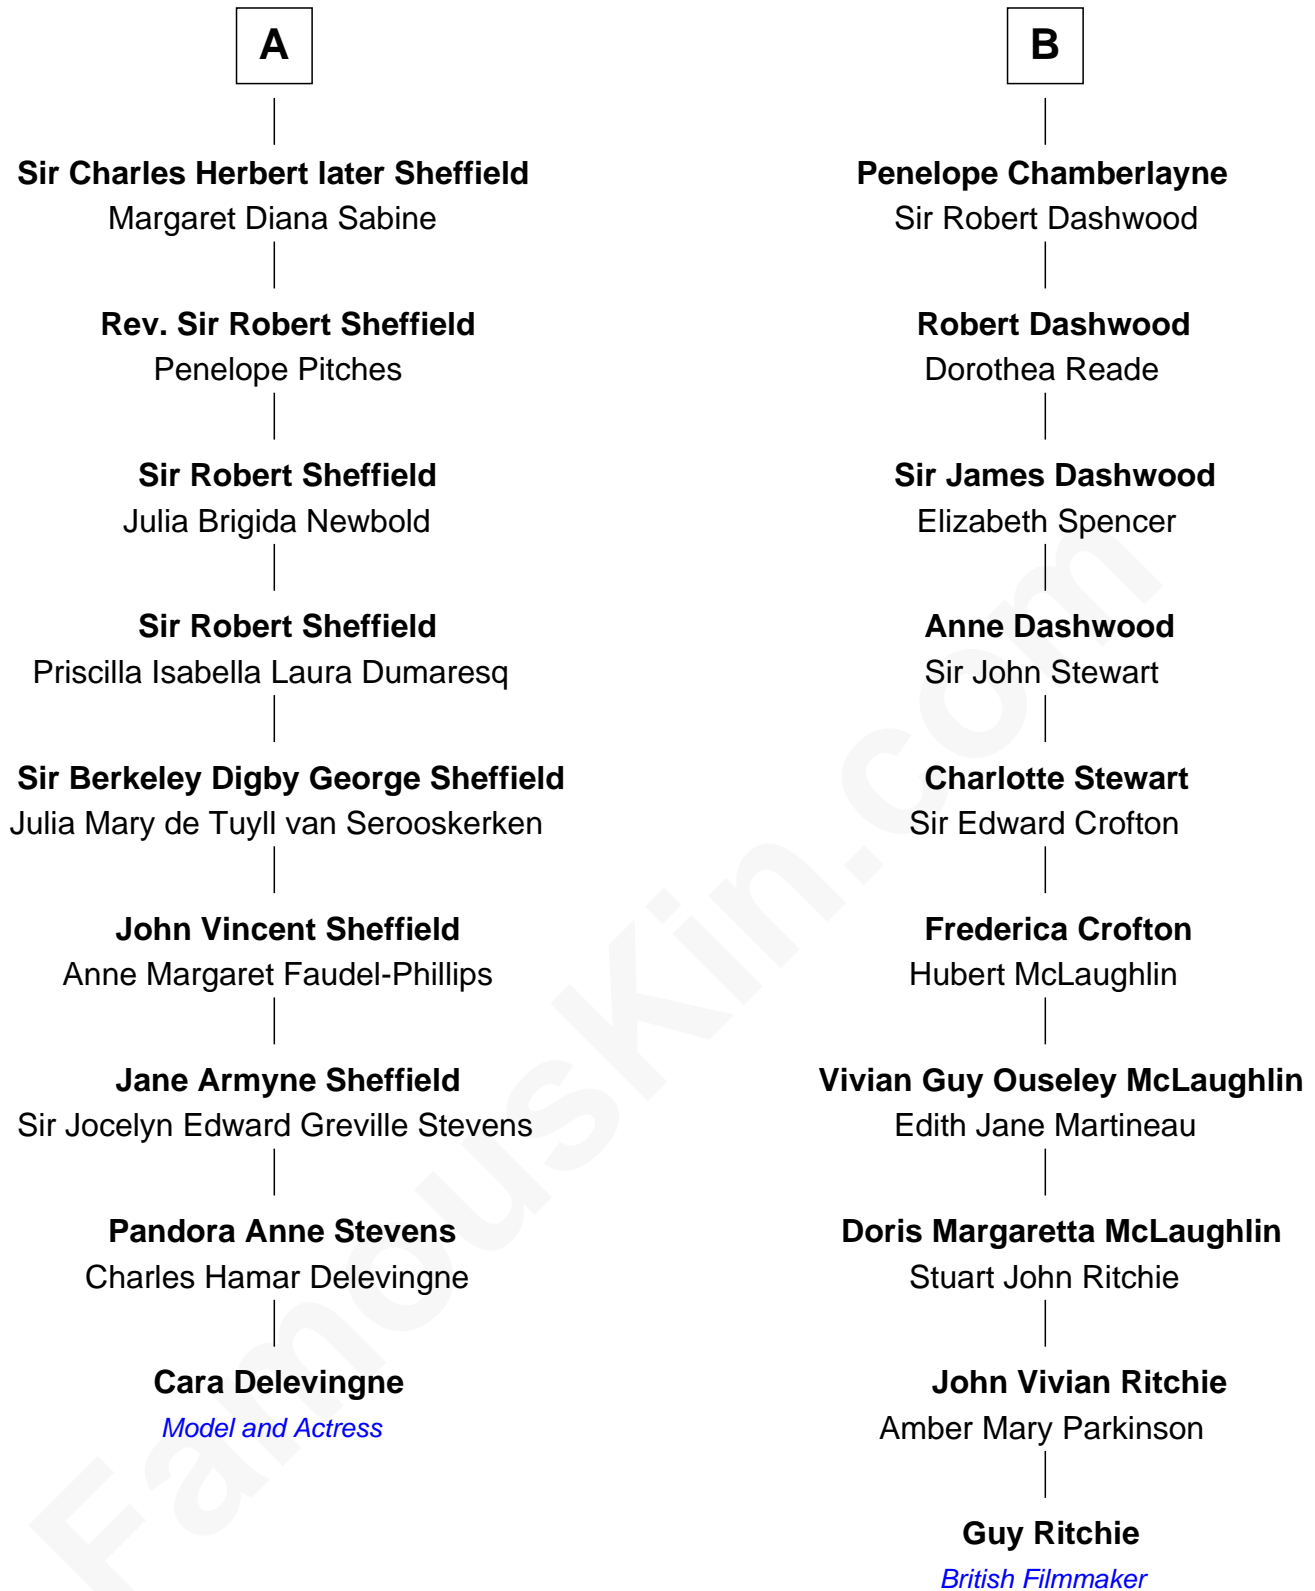 A
Sir Charles Herbert later Sheffield
Margaret Diana Sabine
Rev. Sir Robert Sheffield
Penelope Pitches
Sir Robert Sheffield
Julia Brigida Newbold
Sir Robert Sheffield
Priscilla Isabella Laura Dumaresq
Sir Berkeley Digby George Sheffield
Julia Mary de Tuyll van Serooskerken
John Vincent Sheffield
Anne Margaret Faudel-Phillips
Jane Armyne Sheffield
Sir Jocelyn Edward Greville Stevens
Pandora Anne Stevens
Charles Hamar Delevingne
Cara Delevingne
Model and Actress
B
Penelope Chamberlayne
Sir Robert Dashwood
Robert Dashwood
Dorothea Reade
Sir James Dashwood
Elizabeth Spencer
Anne Dashwood
Sir John Stewart
Charlotte Stewart
Sir Edward Crofton
Frederica Crofton
Hubert McLaughlin
Vivian Guy Ouseley McLaughlin
Edith Jane Martineau
Doris Margaretta McLaughlin
Stuart John Ritchie
John Vivian Ritchie
Amber Mary Parkinson
Guy Ritchie
British Filmmaker
FamousKin.com